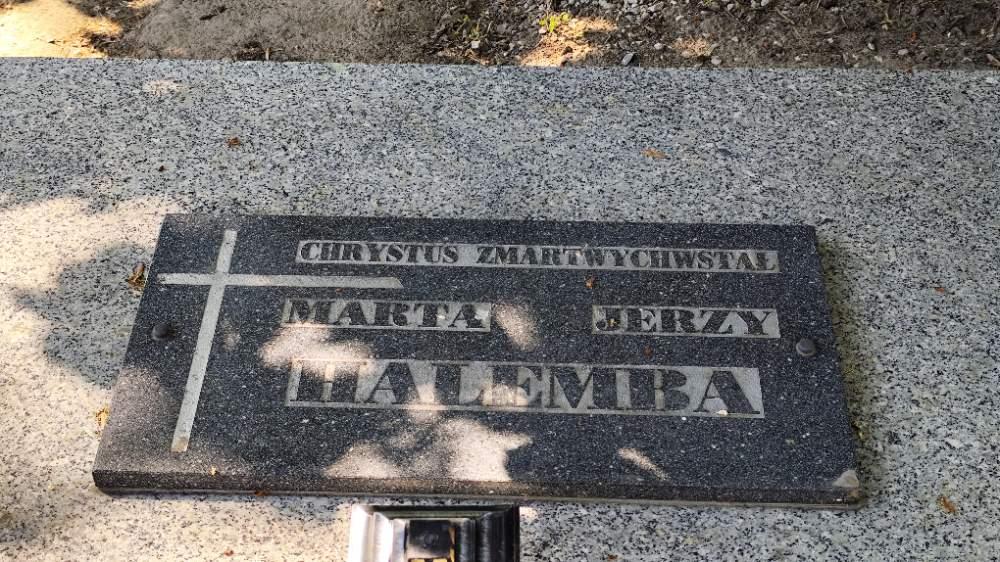 CHRYSTUS ZMARTWYCHWSTAŁ
MARTA JERZY
HALEMBA